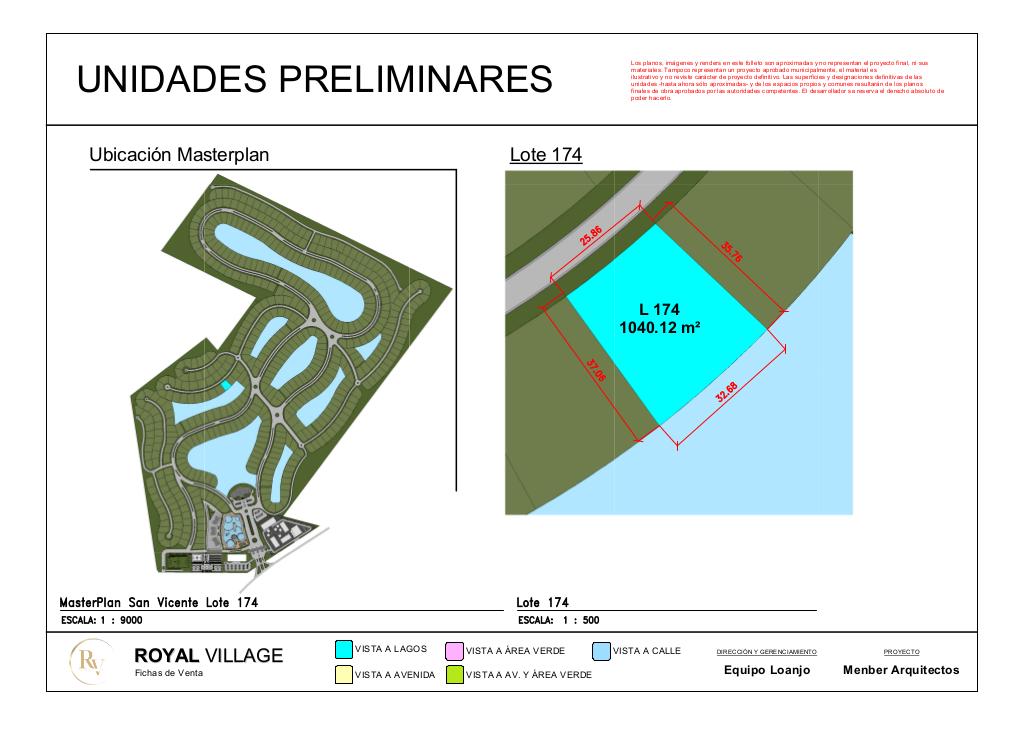 UNIDADES PRELIMINARES
Los planos, imágenes y renders en este folleto son aproximadas y no representan el proyecto final, ni sus
materiales. Tampoco representan un proyecto aprobado municipalmente, el material es
ilustrativo y no reviste carácter de proyecto definitivo. Las superficies y designaciones definitivas de las
unidades -hasta ahora sólo aproximadas- y de los espacios propios y comunes resultarán de los planos
finales de obra aprobados por las autoridades competentes. El desarrollador se reserva el derecho absoluto de
poder hacerlo.
Ubicación Masterplan
Lote 174
25.86
35.76
L 174
1040.12 m²
37.06
32.68
MasterPlan San Vicente Lote 174
ESCALA: 1 : 9000
Lote 174
ESCALA: 1 : 500
RV
ROYAL VILLAGE
Fichas de Venta
VISTA A LAGOS
VISTA A ÁREA VERDE
VISTA A CALLE
VISTA A AVENIDA
VISTA A AV. Y ÁREA VERDE
DIRECCIÓN Y GERENCIAMIENTO
Equipo Loanjo
PROYECTO
Menber Arquitectos